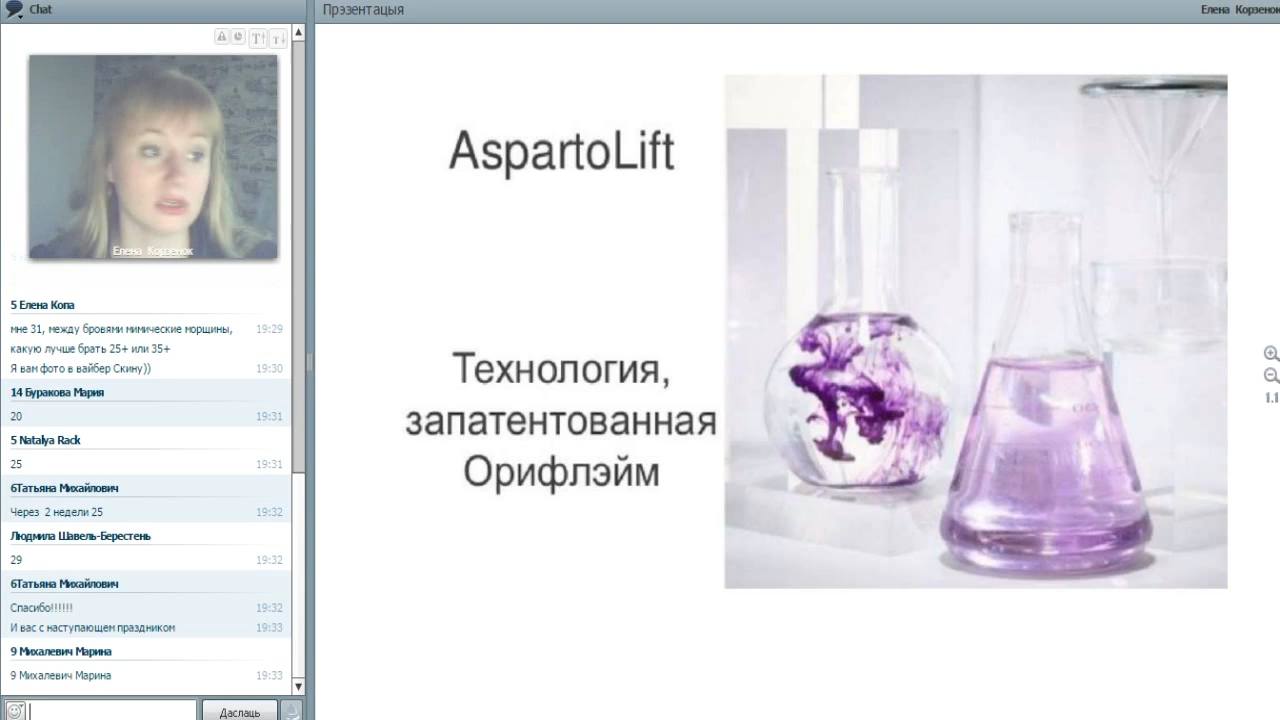 Chat
Елена Корзенок
5 Елена Копа
мне 31, между бровями мимические морщины, 19:29
какую лучше брать 25+ или 35+
Я вам фото в вайбер Скину)) 19:30
14 Буракова Мария
20 19:31
5 Natalya Rack
25 19:31
6Татьяна Михайлович
Через 2 недели 25 19:32
Людмила Шавель-Берестень
29 19:32
6Татьяна Михайлович
Спасибо!!!!!! 19:32
И вас с наступающем праздником 19:33
9 Михалевич Марина
9 Михалевич Марина 19:33
Даслаць
Прэзентацыя
Елена Корзенок
AspartoLift
Технология,
запатентованная
Орифлэйм
1.1